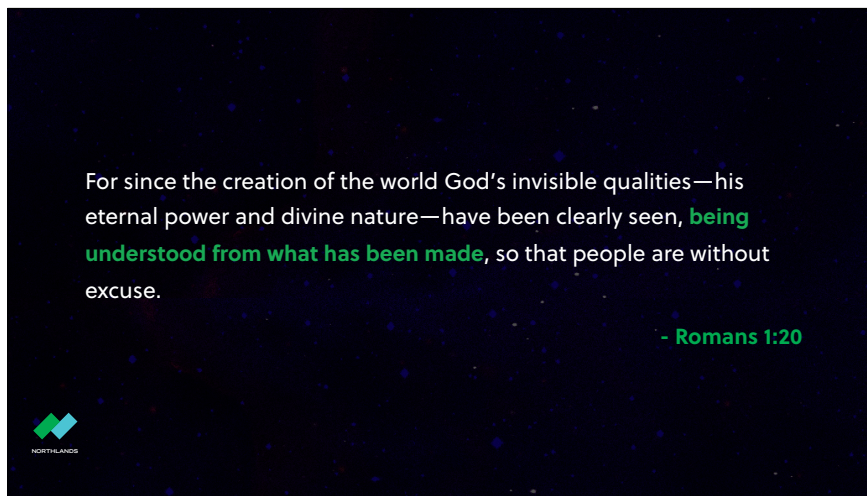 For since the creation of the world God’s invisible qualities—his
eternal power and divine nature—have been clearly seen, being
understood from what has been made, so that people are without
excuse.
- Romans 1:20
NORTHLANDS